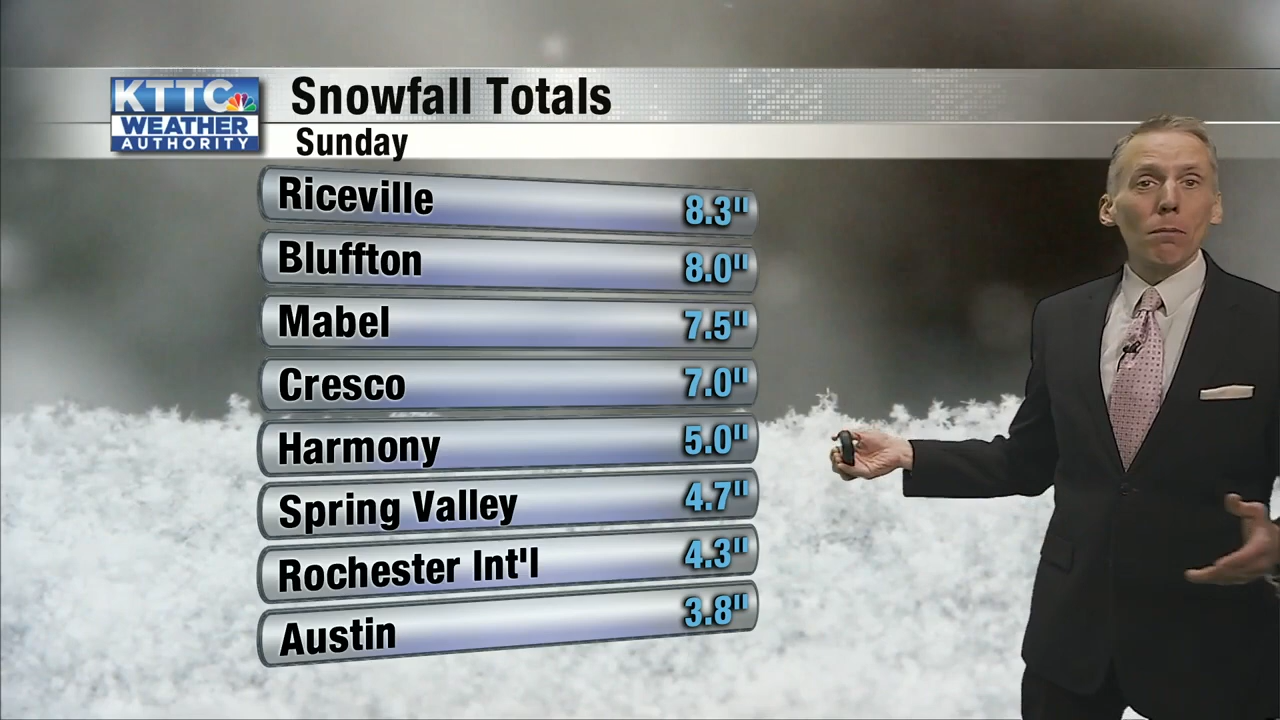 KTTC
WEATHER
AUTHORITY
Snowfall Totals
Sunday
Riceville 8.3"
Bluffton 8.0"
Mabel 7.5"
Cresco 7.0"
Harmony 5.0"
Spring Valley 4.7"
Rochester Int'l 4.3"
Austin 3.8"